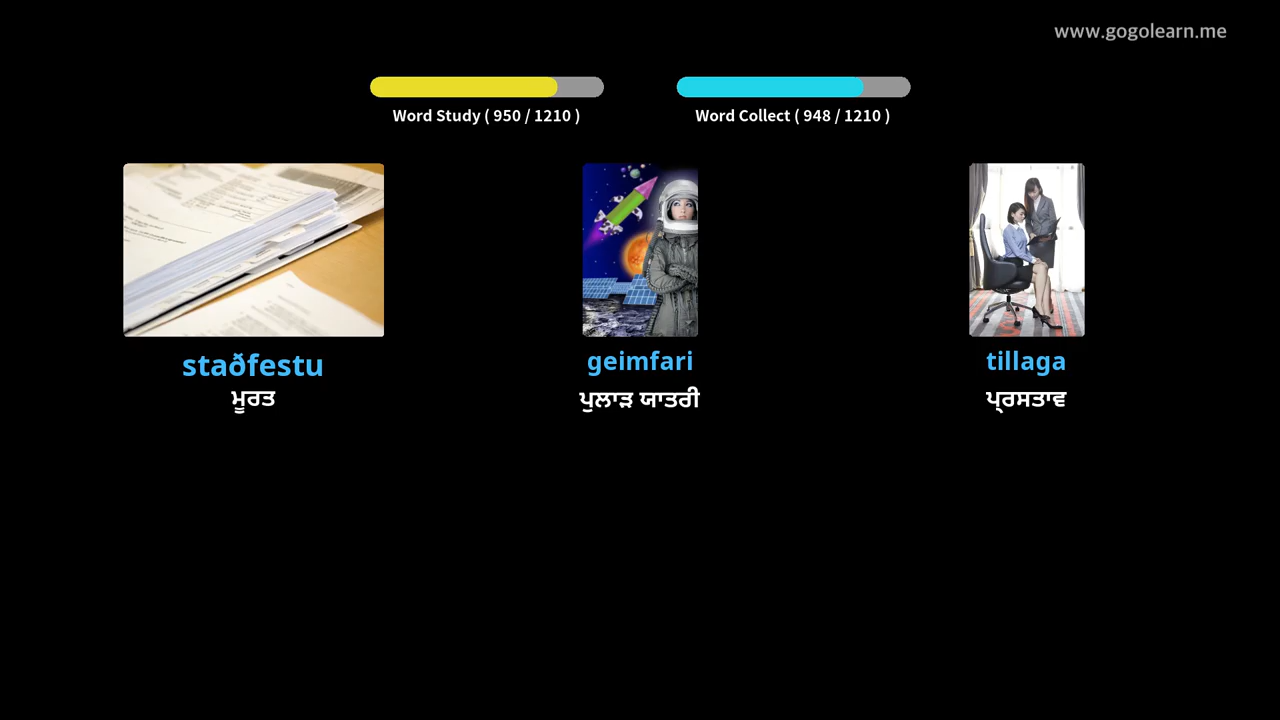 www.gogolearn.me
Word Study ( 950 / 1210 )
Word Collect ( 948 / 1210 )
staðfestu
geimfari
tillaga
ਮੂਰਤ
ਪੁਲਾੜ ਯਾਤਰੀ
ਪ੍ਰਸਤਾਵ